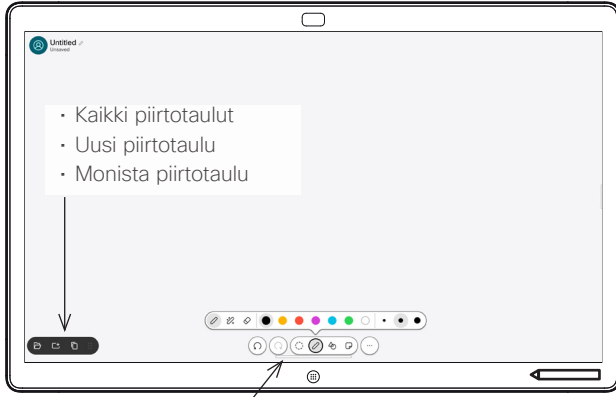 Untitled
Unsaved
• Kaikki piirtotaulut
• Uusi piirtotaulu
• Monista piirtotaulu